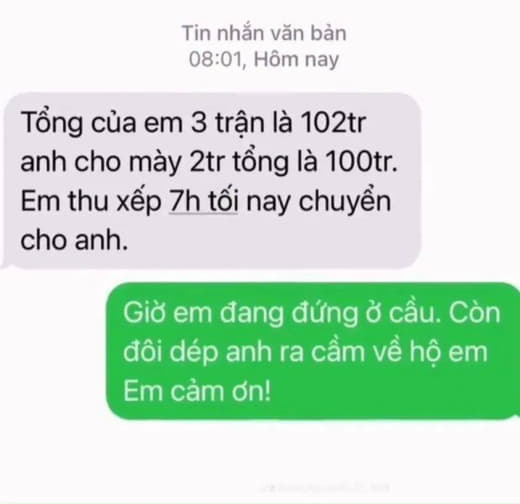 Tin nhắn văn bản
08:01, Hôm nay
Tổng của em 3 trận là 102tr
anh cho mày 2tr tổng là 100tr.
Em thu xếp 7h tối nay chuyển
cho anh.
Giờ em đang đứng ở cầu. Còn
đôi dép anh ra cầm về hộ em
Em cảm ơn!